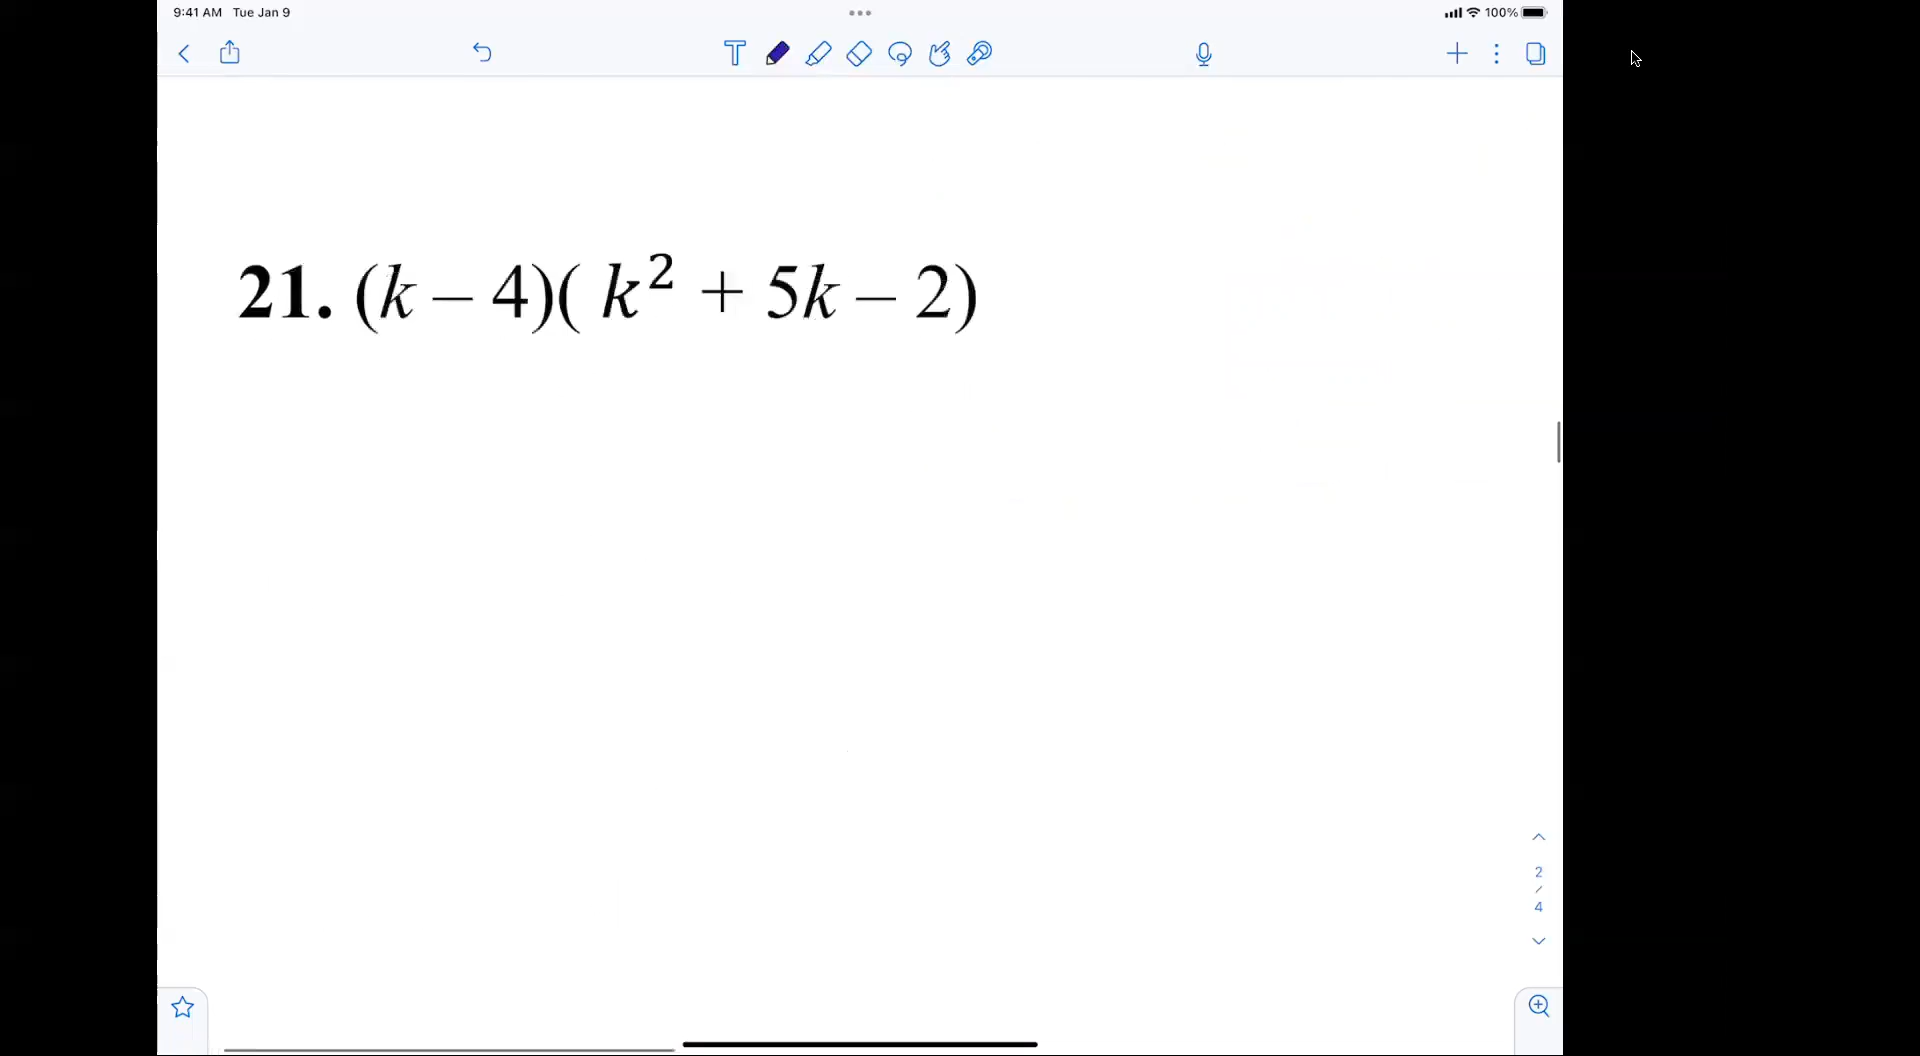 9:41 AM Tue Jan 9
100%
21. (k – 4)( k² + 5k – 2)
2
/
4